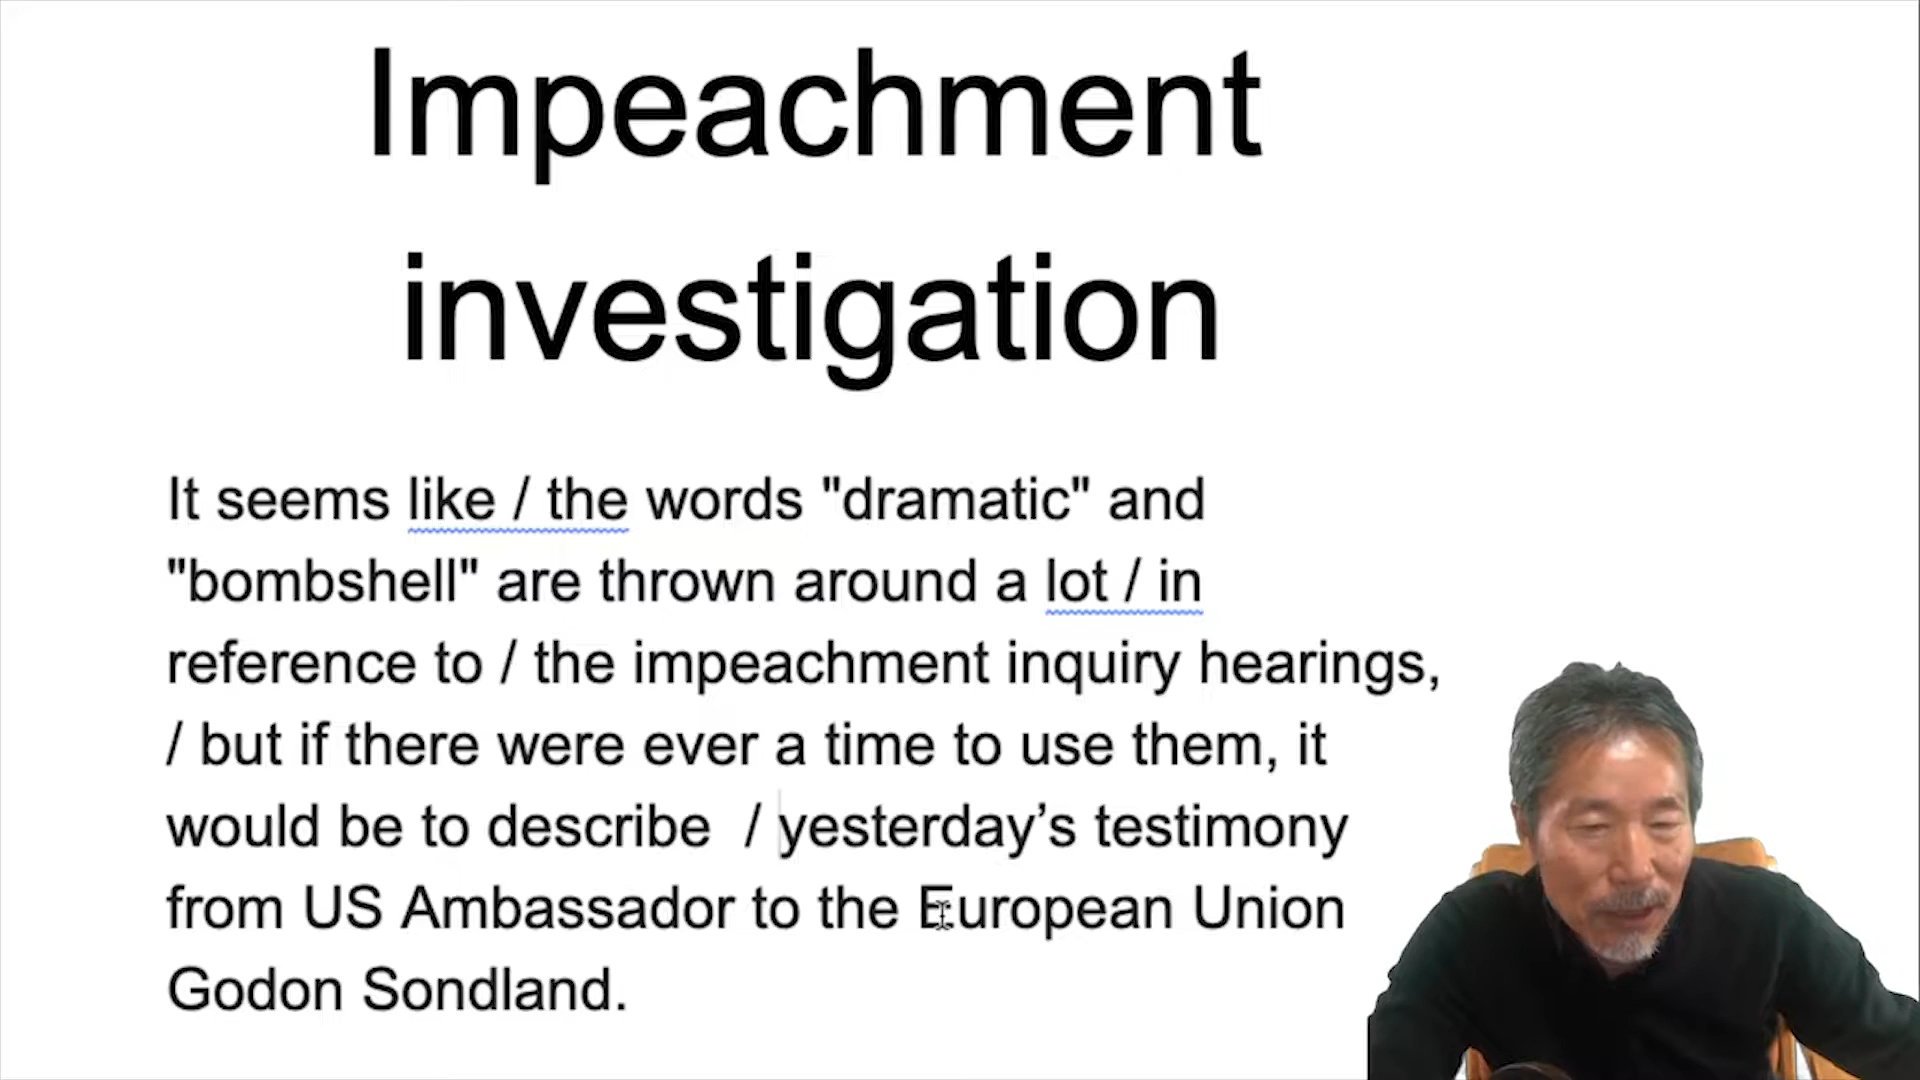 Impeachment
investigation
It seems like / the words "dramatic" and
"bombshell" are thrown around a lot / in
reference to / the impeachment inquiry hearings,
/ but if there were ever a time to use them, it
would be to describe  / yesterday’s testimony
from US Ambassador to the European Union
Godon Sondland.